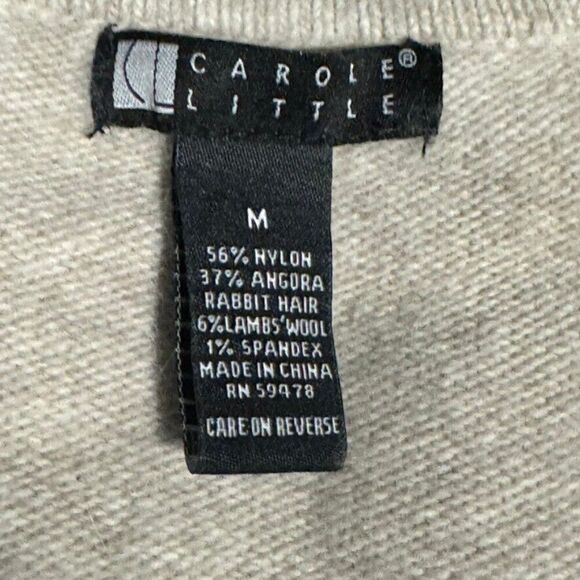 CAROLE®
LITTLE
M
56% NYLON
37% ANGORA
RABBIT HAIR
6%LAMBS'WOOL
1% SPANDEX
MADE IN CHINA
RN 59478
CARE ON REVERSE